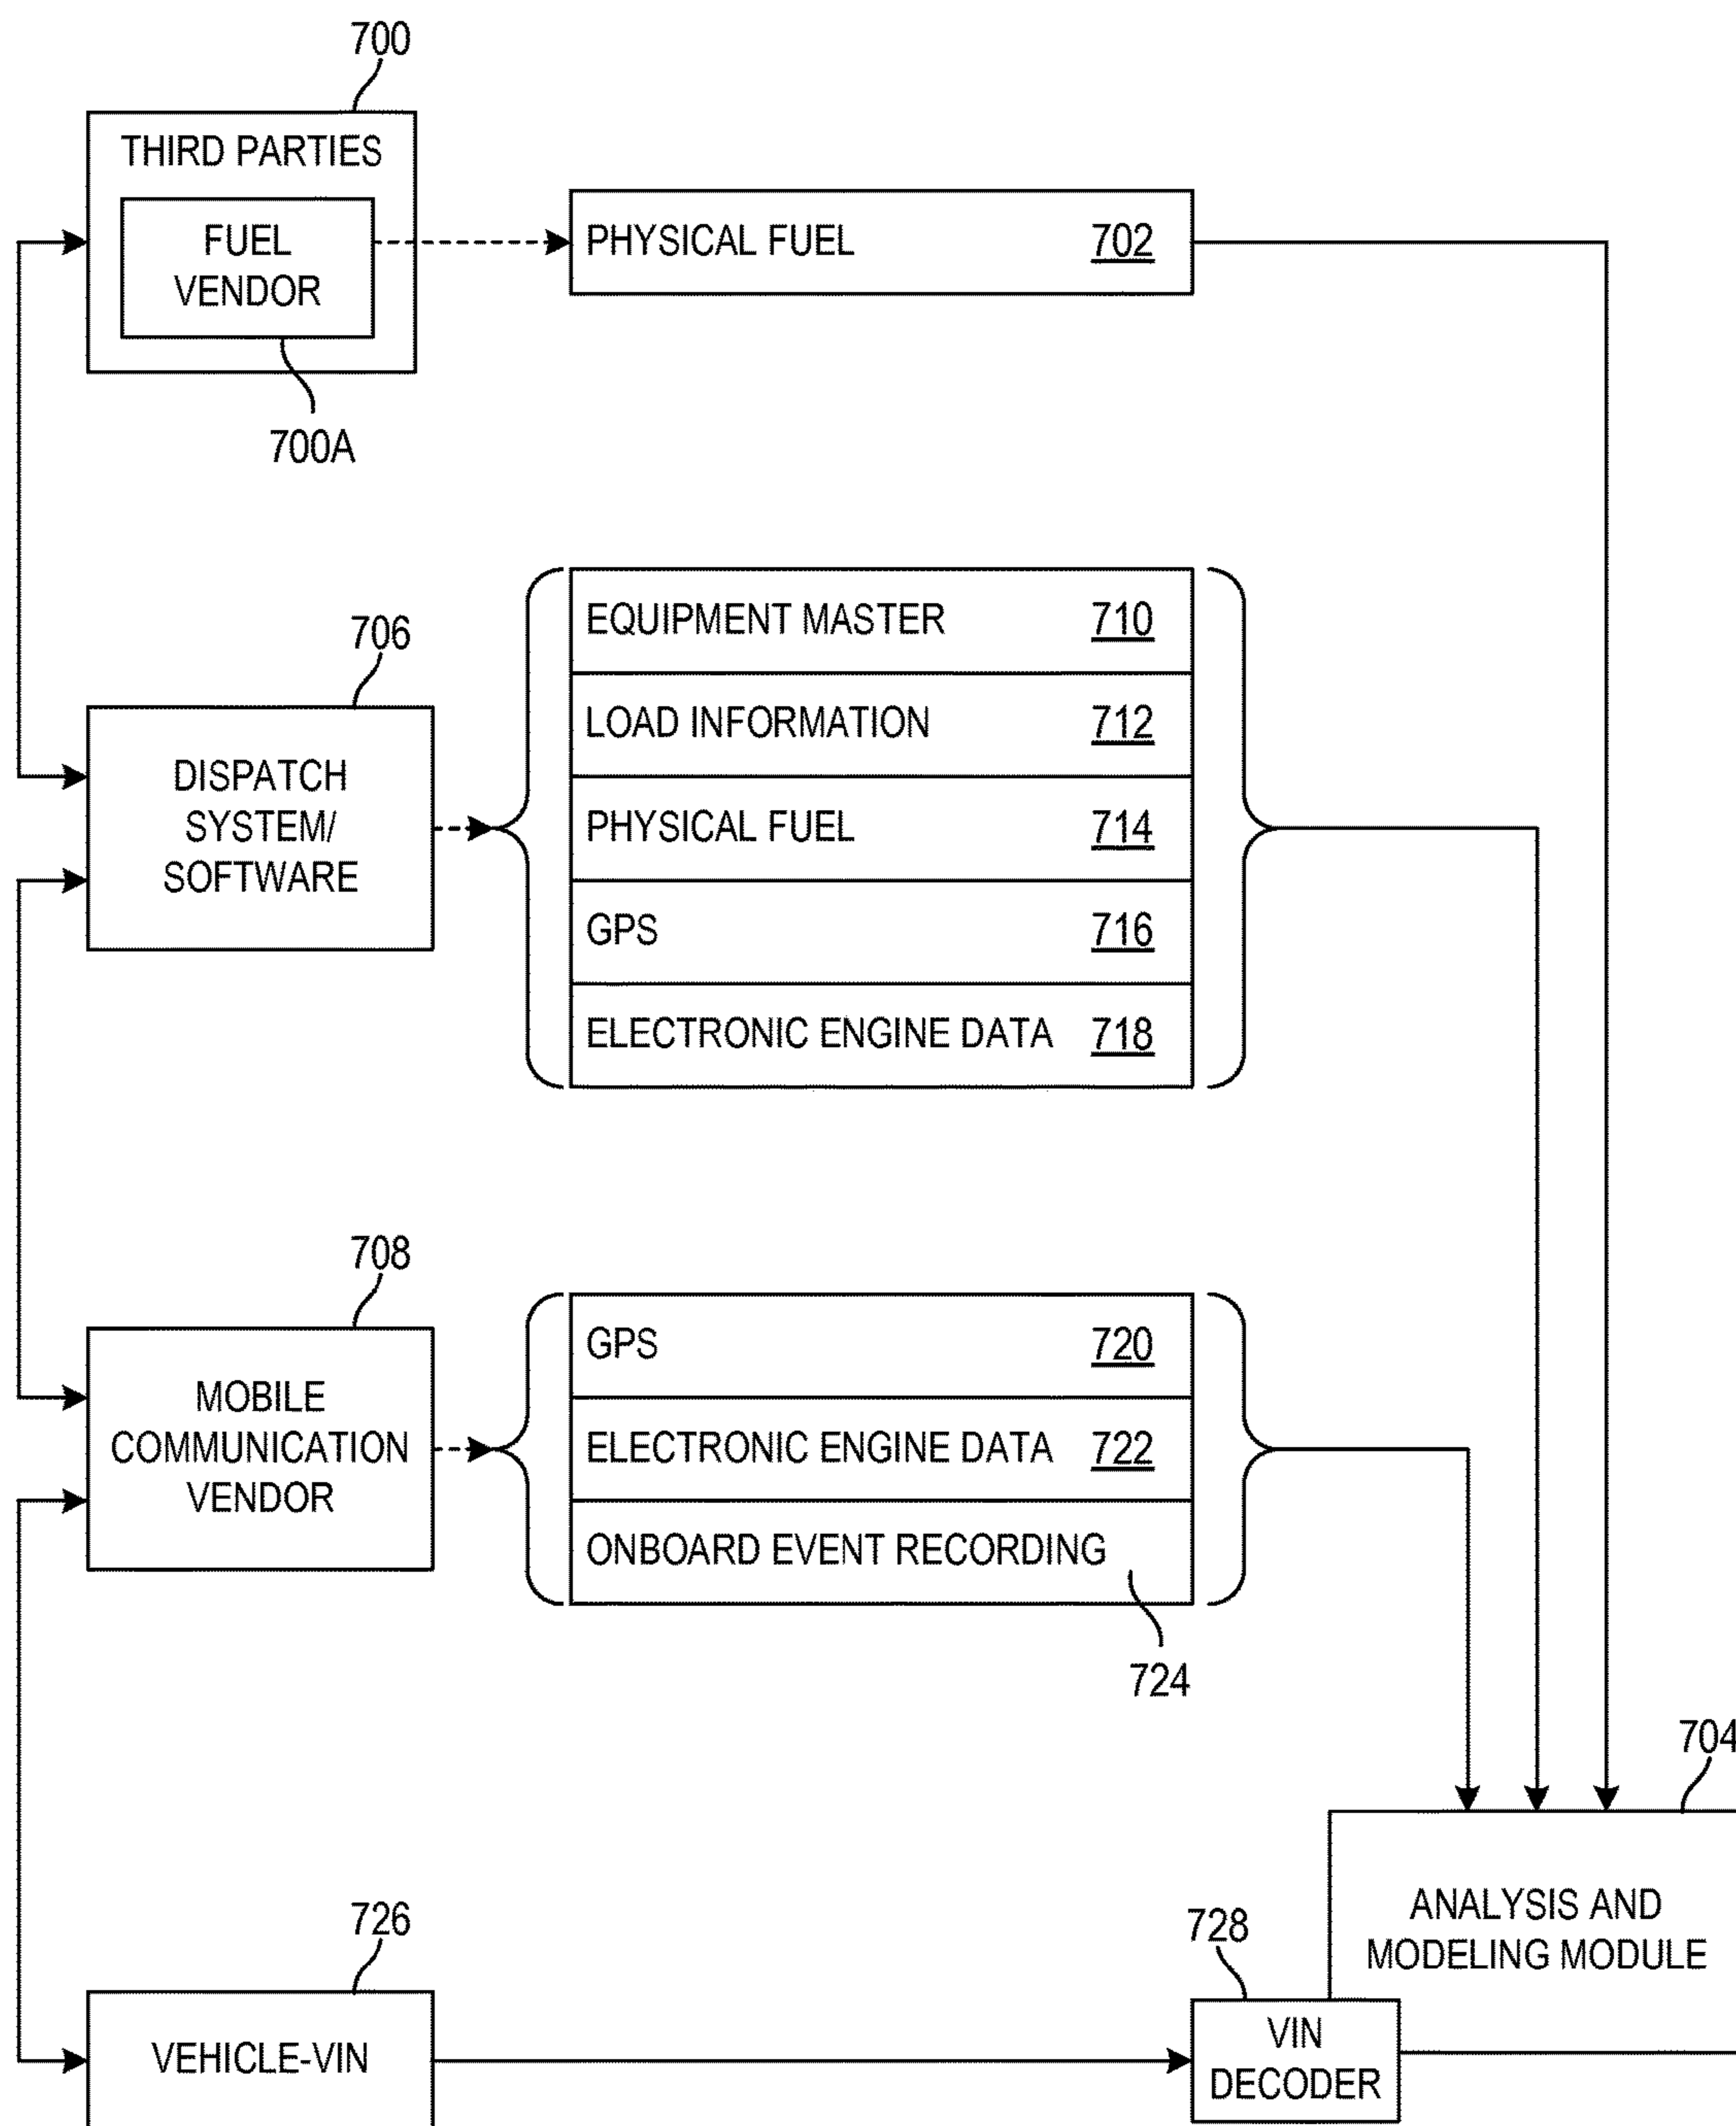 700
THIRD PARTIES
FUEL
VENDOR
700A
PHYSICAL FUEL 702
706
DISPATCH
SYSTEM/
SOFTWARE
EQUIPMENT MASTER 710
LOAD INFORMATION 712
PHYSICAL FUEL 714
GPS 716
ELECTRONIC ENGINE DATA 718
708
MOBILE
COMMUNICATION
VENDOR
GPS 720
ELECTRONIC ENGINE DATA 722
ONBOARD EVENT RECORDING
724
704
ANALYSIS AND
MODELING MODULE
726
VEHICLE-VIN
728
VIN
DECODER